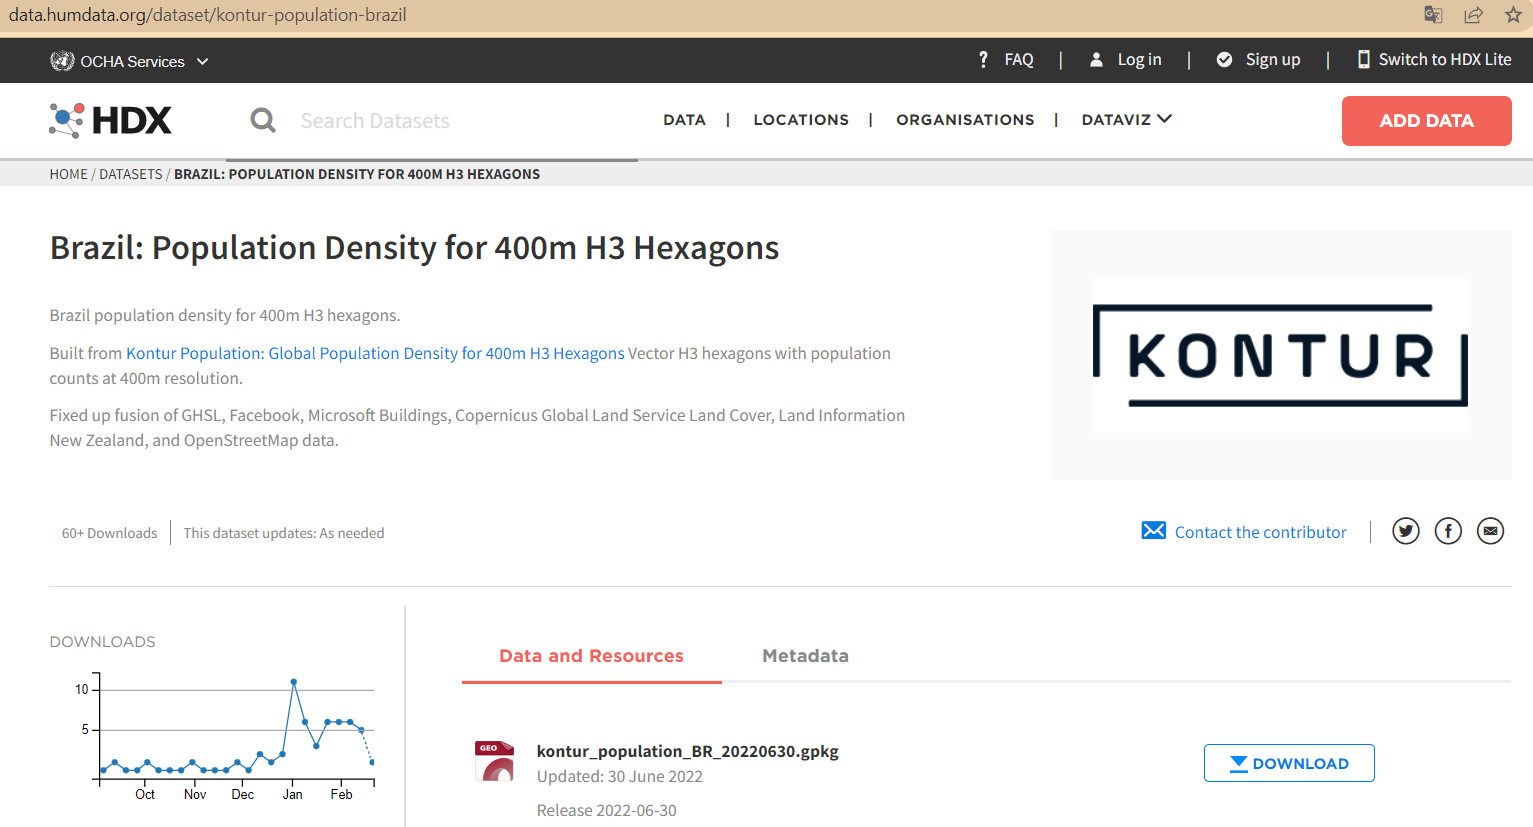 data.humdata.org/dataset/kontur-population-brazil
OCHA Services
? FAQ | Log in | Sign up | Switch to HDX Lite
HDX
Search Datasets
DATA | LOCATIONS | ORGANISATIONS | DATAVIZ
ADD DATA
HOME / DATASETS / BRAZIL: POPULATION DENSITY FOR 400M H3 HEXAGONS
Brazil: Population Density for 400m H3 Hexagons
Brazil population density for 400m H3 hexagons.
Built from Kontur Population: Global Population Density for 400m H3 Hexagons Vector H3 hexagons with population
counts at 400m resolution.
Fixed up fusion of GHSL, Facebook, Microsoft Buildings, Copernicus Global Land Service Land Cover, Land Information
New Zealand, and OpenStreetMap data.
KONTUR
60+ Downloads | This dataset updates: As needed
Contact the contributor
DOWNLOADS
10
5
Oct Nov Dec Jan Feb
Data and Resources
Metadata
GEO
kontur_population_BR_20220630.gpkg
Updated: 30 June 2022
Release 2022-06-30
DOWNLOAD